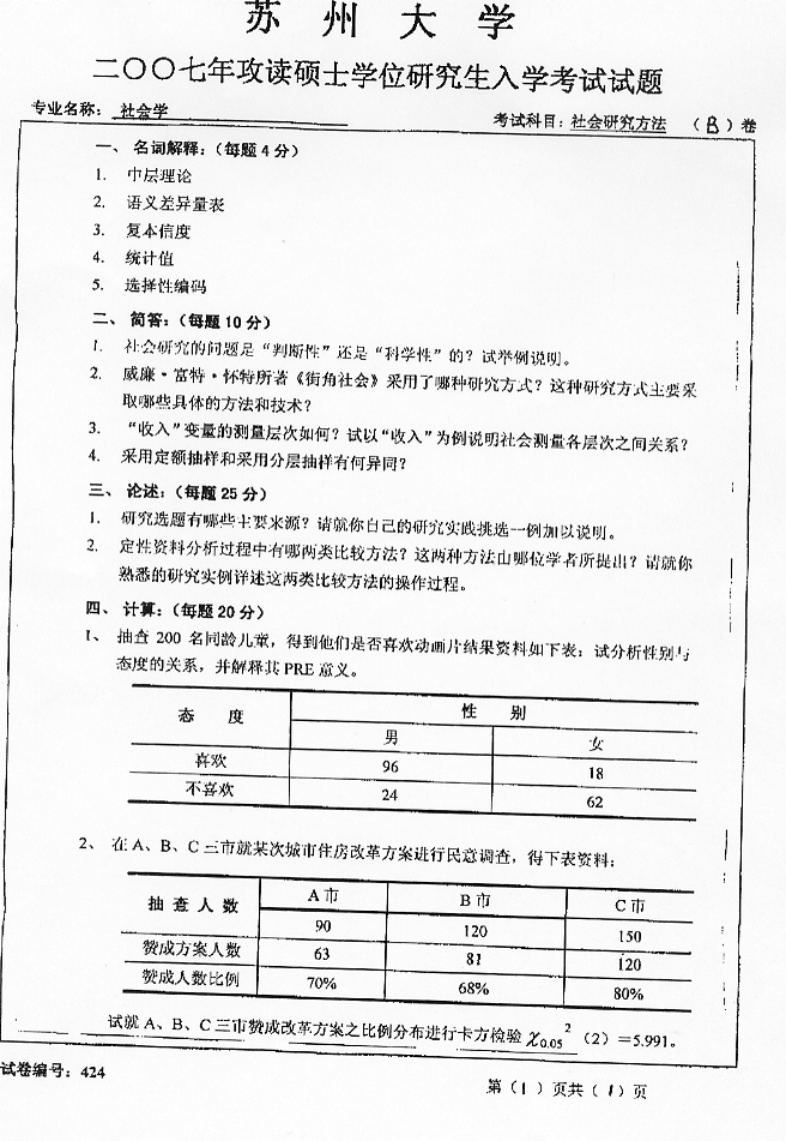 苏州大学
二〇〇七年攻读硕士学位研究生入学考试试题
专业名称：社会学 考试科目：社会研究方法 （B）卷
一、名词解释：（每题 4 分）
1. 中层理论
2. 语义差异量表
3. 复本信度
4. 统计值
5. 选择性编码
二、简答：（每题 10 分）
1. 社会研究的问题是“判断性”还是“科学性”的？试举例说明。
2. 威廉·富特·怀特所著《街角社会》采用了哪种研究方式？这种研究方式主要采
取哪些具体的方法和技术？
3. “收入”变量的测量层次如何？试以“收入”为例说明社会测量各层次之间关系？
4. 采用定额抽样和采用分层抽样有何异同？
三、论述：（每题 25 分）
1. 研究选题有哪些主要来源？请就你自己的研究实践挑选一例加以说明。
2. 定性资料分析过程中有哪两类比较方法？这两种方法由哪位学者所提出？请就你
熟悉的研究实例详述这两类比较方法的操作过程。
四、计算：（每题 20 分）
1、抽查 200 名同龄儿童，得到他们是否喜欢动画片结果资料如下表：试分析性别与
态度的关系，并解释其 PRE 意义。
态 度 性 别
男 女
喜欢 96 18
不喜欢 24 62
2、在 A、B、C 三市就某次城市住房改革方案进行民意调查，得下表资料：
抽查人数 A 市 B 市 C 市
90 120 150
赞成方案人数 63 81 120
赞成人数比例 70% 68% 80%
试就 A、B、C 三市赞成改革方案之比例分布进行卡方检验 χ₀.₀₅²（2）＝5.991。
试卷编号：424
第（1）页共（1）页